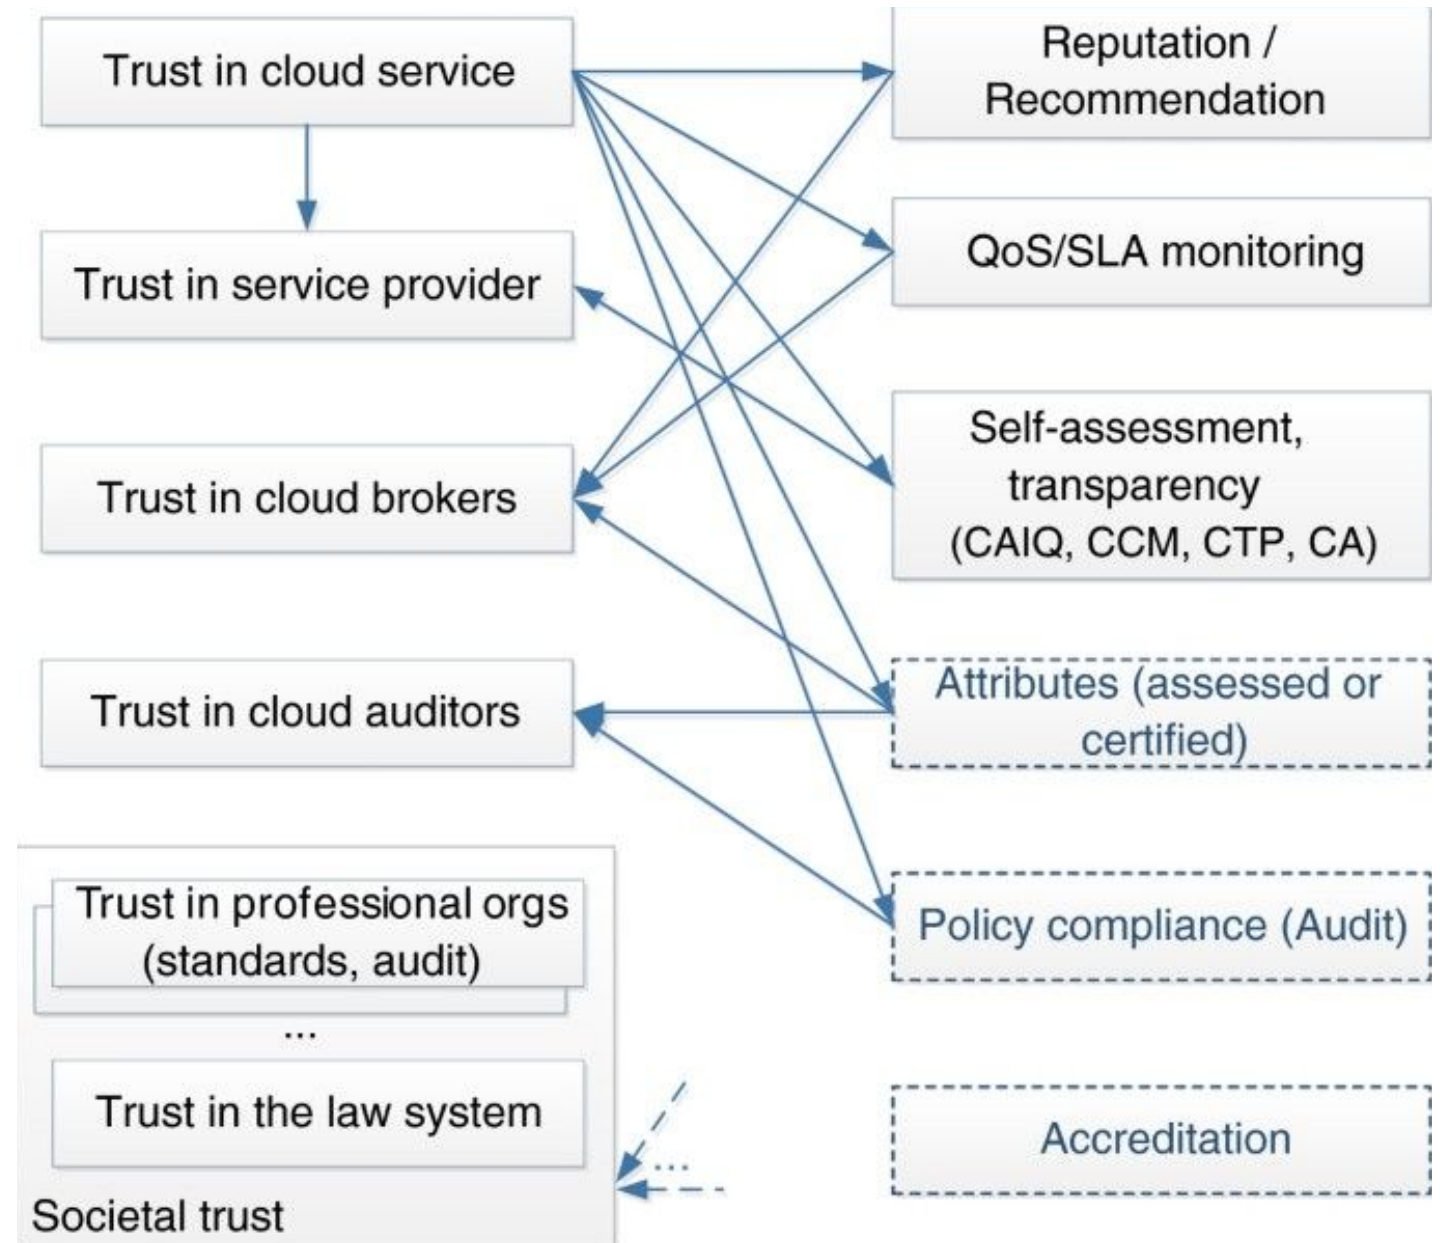 Trust in cloud service
Reputation /
Recommendation
Trust in service provider
QoS/SLA monitoring
Trust in cloud brokers
Self-assessment,
transparency
(CAIQ, CCM, CTP, CA)
Trust in cloud auditors
Attributes (assessed or
certified)
Trust in professional orgs
(standards, audit)
...
Trust in the law system
Societal trust
Policy compliance (Audit)
...
Accreditation